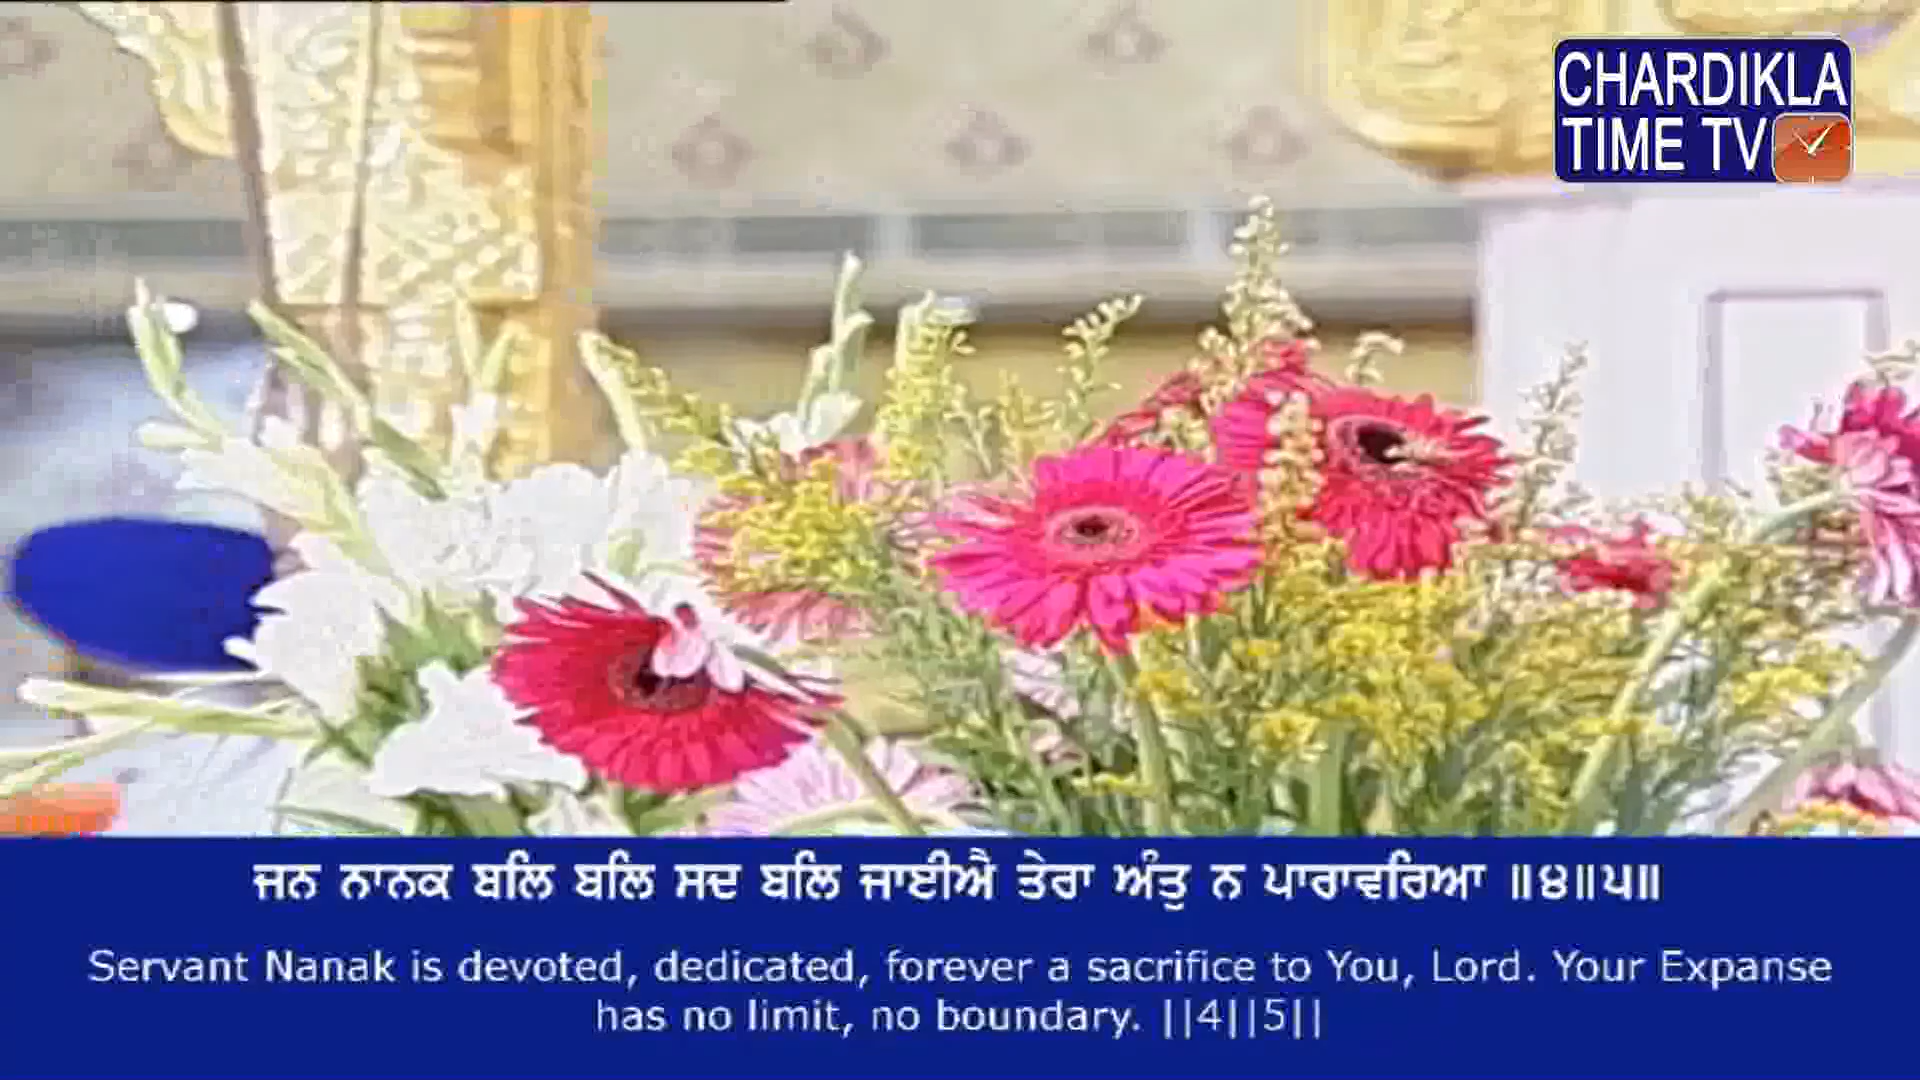 CHARDIKLA
TIME TV
ਜਨ ਨਾਨਕ ਬਲਿ ਬਲਿ ਸਦ ਬਲਿ ਜਾਈਐ ਤੇਰਾ ਅੰਤੁ ਨ ਪਾਰਾਵਰਿਆ ॥੪॥੫॥
Servant Nanak is devoted, dedicated, forever a sacrifice to You, Lord. Your Expanse
has no limit, no boundary. ||4||5||